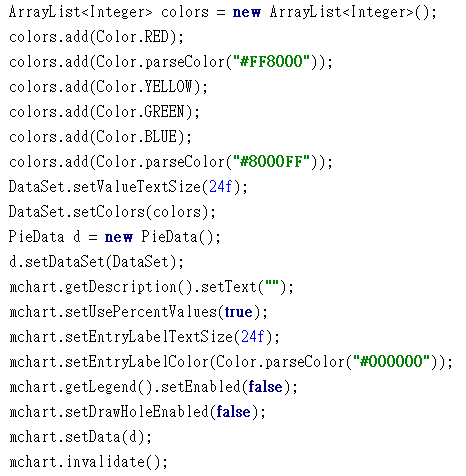 ArrayList<Integer> colors = new ArrayList<Integer>();
colors.add(Color.RED);
colors.add(Color.parseColor("#FF8000"));
colors.add(Color.YELLOW);
colors.add(Color.GREEN);
colors.add(Color.BLUE);
colors.add(Color.parseColor("#8000FF"));
DataSet.setValueTextSize(24f);
DataSet.setColors(colors);
PieData d = new PieData();
d.setDataSet(DataSet);
mchart.getDescription().setText("");
mchart.setUsePercentValues(true);
mchart.setEntryLabelTextSize(24f);
mchart.setEntryLabelColor(Color.parseColor("#000000"));
mchart.getLegend().setEnabled(false);
mchart.setDrawHoleEnabled(false);
mchart.setData(d);
mchart.invalidate();